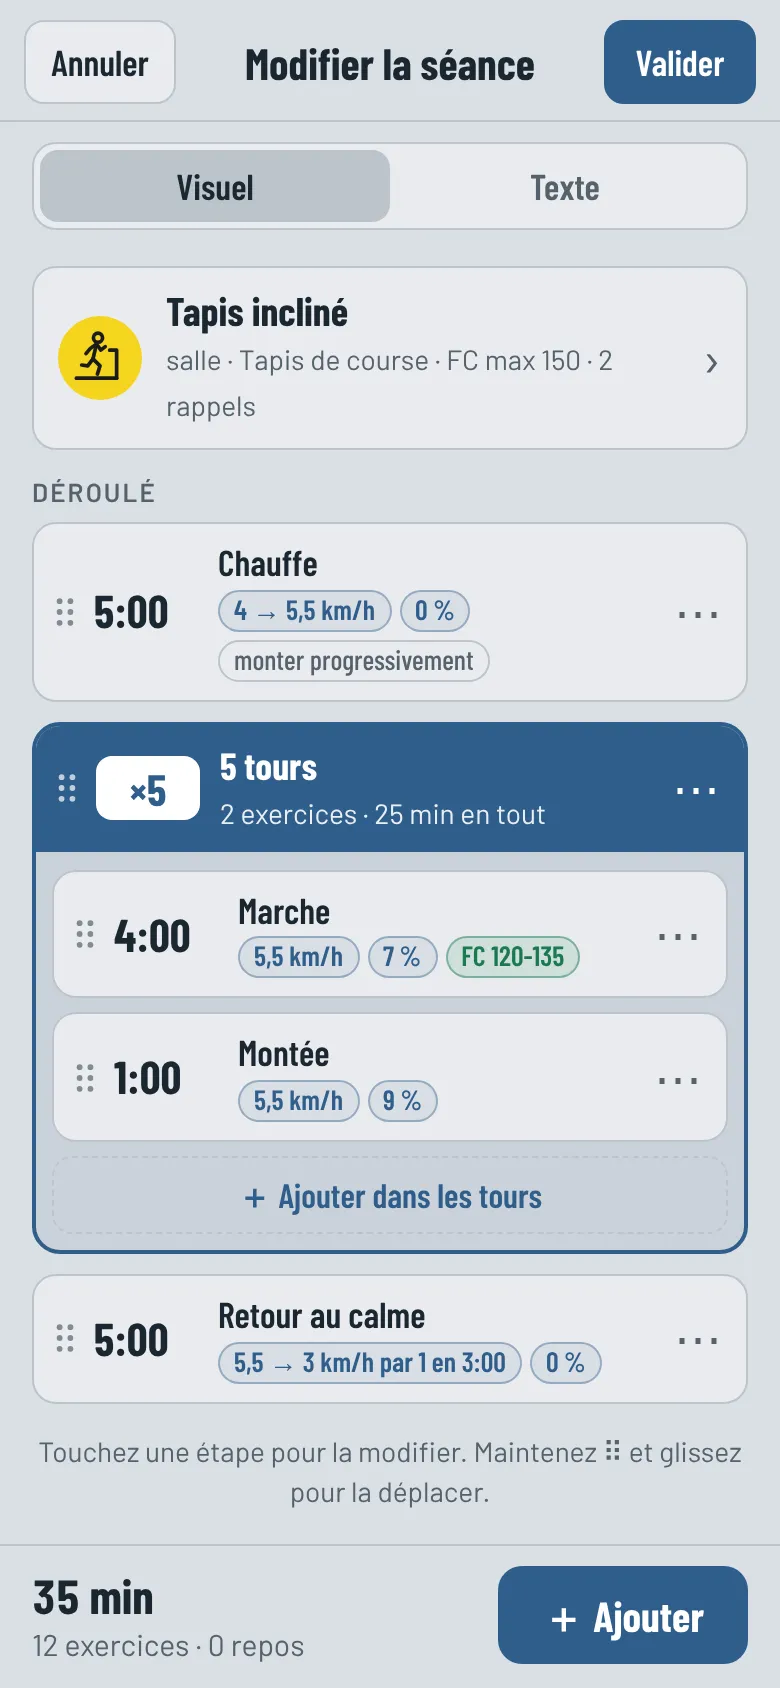 Annuler
Modifier la séance
Valider
Visuel
Texte
Tapis incliné
salle · Tapis de course · FC max 150 · 2
rappels
DÉROULÉ
Chauffe
5:00
4 → 5,5 km/h
0 %
monter progressivement
×5
5 tours
2 exercices · 25 min en tout
Marche
4:00
5,5 km/h
7 %
FC 120-135
Montée
1:00
5,5 km/h
9 %
+ Ajouter dans les tours
Retour au calme
5:00
5,5 → 3 km/h par 1 en 3:00
0 %
Touchez une étape pour la modifier. Maintenez ⠿ et glissez
pour la déplacer.
35 min
12 exercices · 0 repos
+ Ajouter